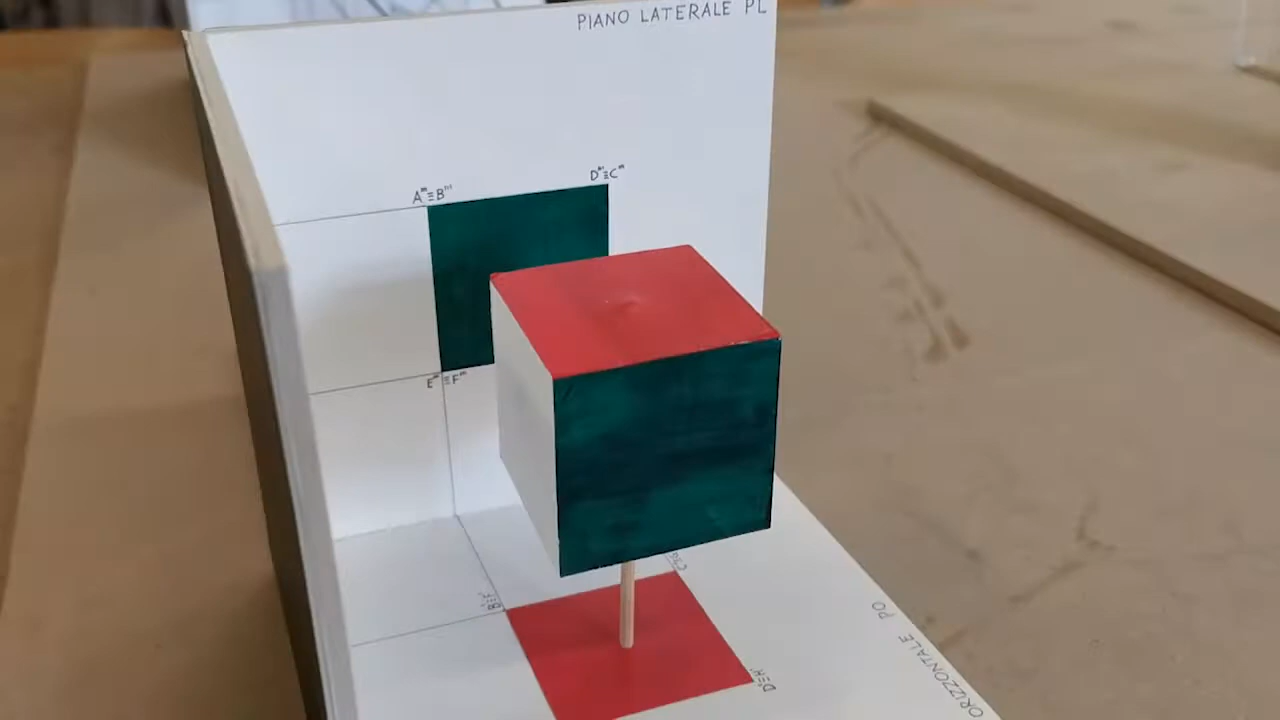 PIANO LATERALE PL
D'''≡C'''
A'''≡B'''
E'''≡F'''
B'≡F'
D'≡H'
ORIZZONTALE PO